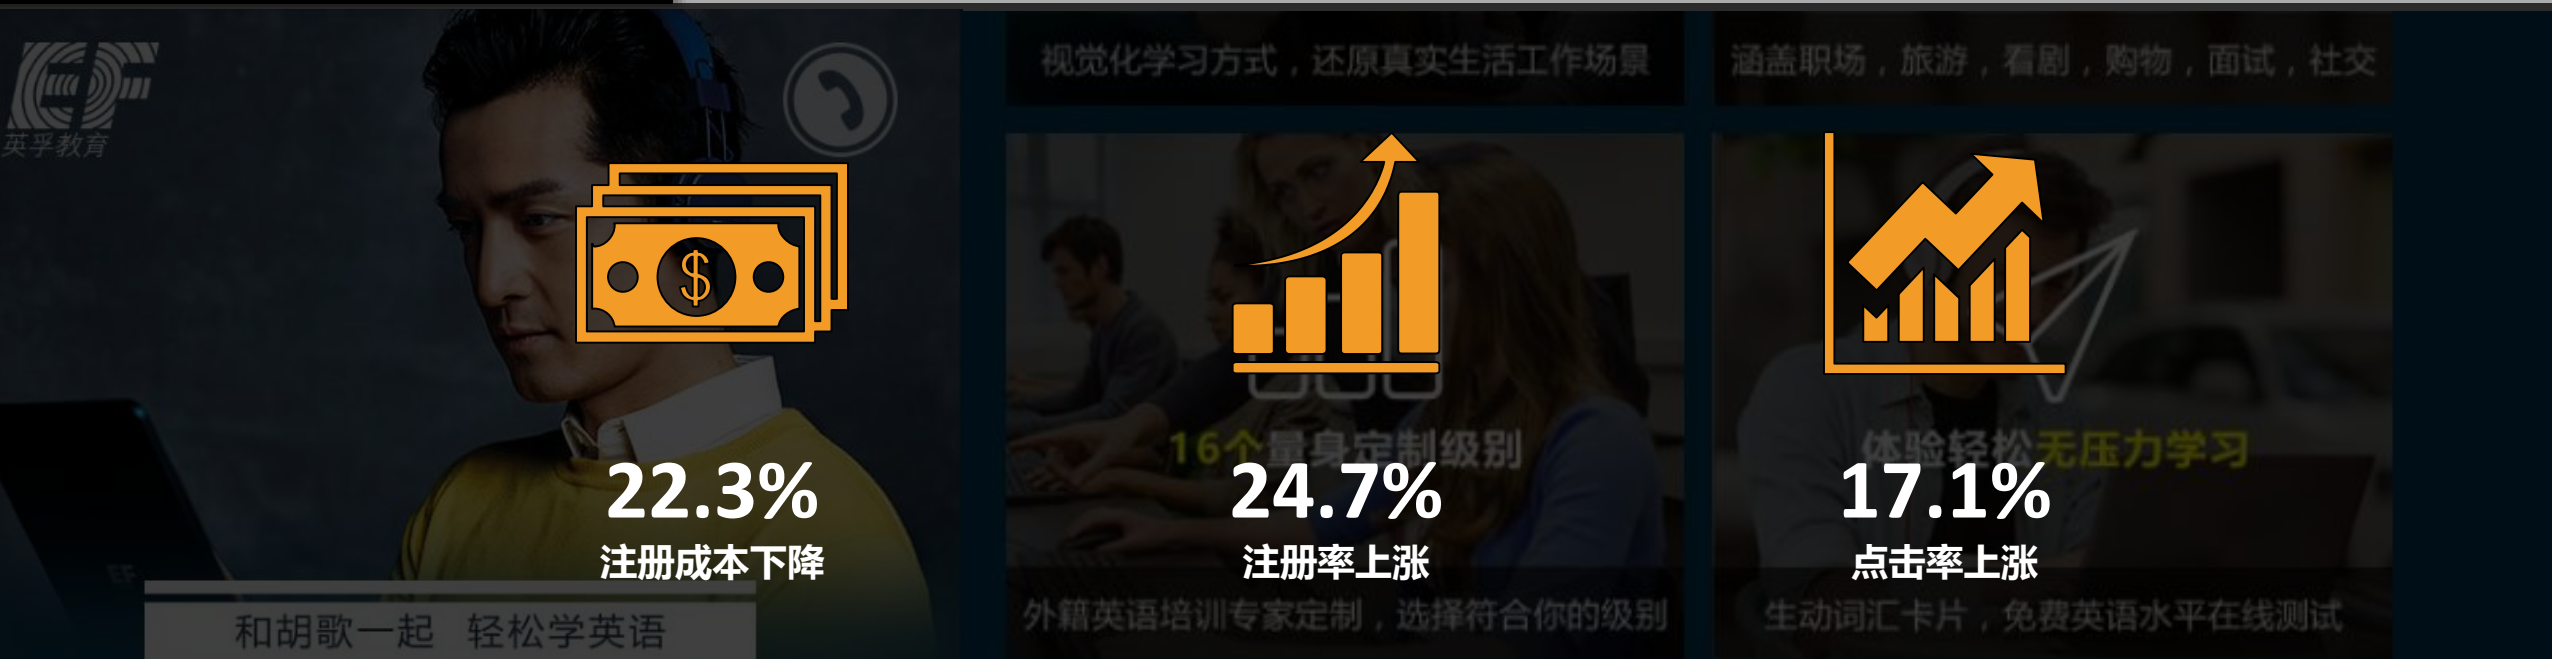 EF
英孚教育
视觉化学习方式，还原真实生活工作场景
涵盖职场，旅游，看剧，购物，面试，社交
$
16个量身定制级别
体验轻松无压力学习
22.3%
24.7%
17.1%
注册成本下降
注册率上涨
点击率上涨
EF
和胡歌一起 轻松学英语
外籍英语培训专家定制，选择符合你的级别
生动词汇卡片，免费英语水平在线测试